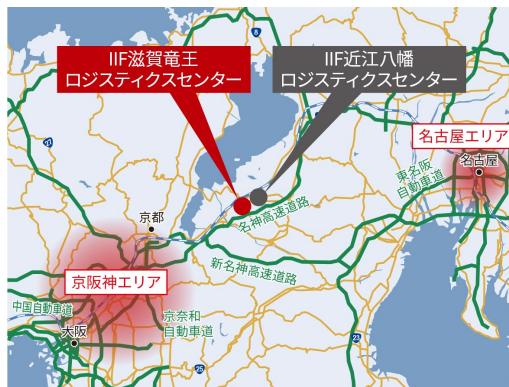 8
IIF滋賀竜王
ロジスティクスセンター
IIF近江八幡
ロジスティクスセンター
27
名古屋エリア
名古屋
東名阪
自動車道
京都
名神高速道路
新名神高速道路
京阪神エリア
中国自動車道
京奈和
自動車道
大阪
23
25